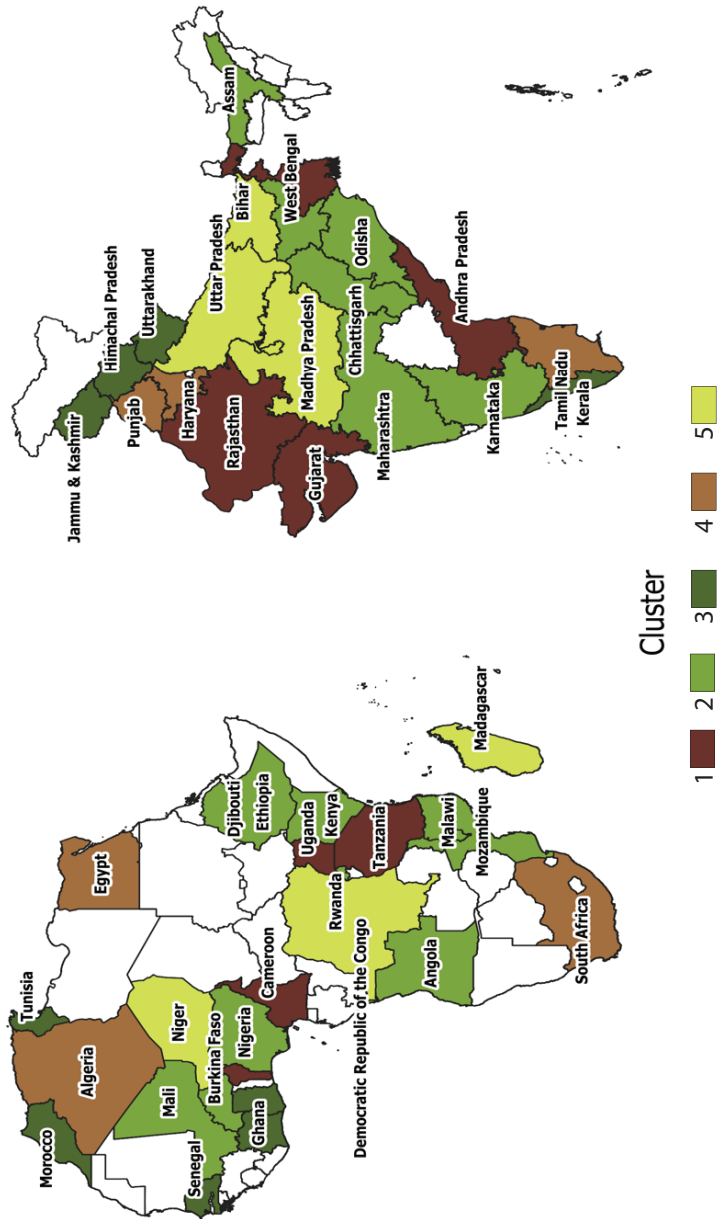 Morocco
Tunisia
Algeria
Egypt
Mali
Niger
Senegal
Burkina Faso
Ghana
Nigeria
Cameroon
Djibouti
Ethiopia
Uganda
Kenya
Rwanda
Democratic Republic of the Congo
Tanzania
Angola
Malawi
Mozambique
Madagascar
South Africa
Jammu & Kashmir
Himachal Pradesh
Uttarakhand
Punjab
Haryana
Rajasthan
Uttar Pradesh
Bihar
Assam
Gujarat
Madhya Pradesh
West Bengal
Maharashtra
Chhattisgarh
Odisha
Andhra Pradesh
Karnataka
Tamil Nadu
Kerala
Cluster
1
2
3
4
5